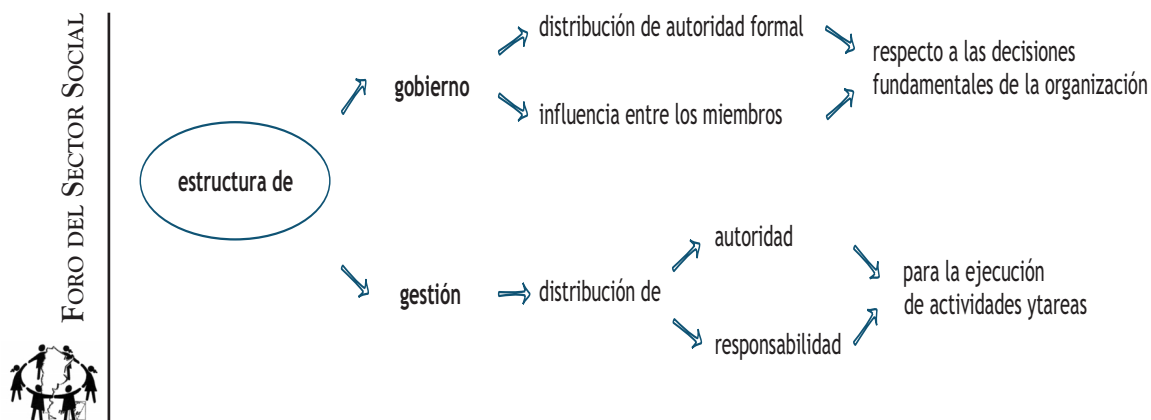 FORO DEL SECTOR SOCIAL
estructura de
gobierno
distribución de autoridad formal
influencia entre los miembros
respecto a las decisiones
fundamentales de la organización
gestión
distribución de
autoridad
responsabilidad
para la ejecución
de actividades ytareas